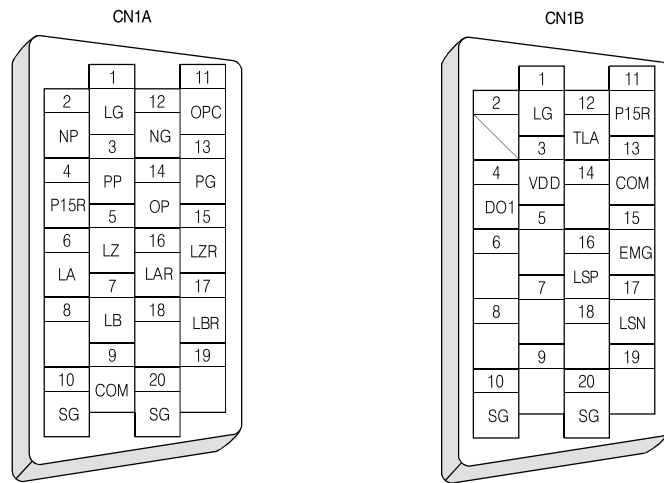 CN1A
1
LG
2
NP
3
PP
4
P15R
5
LZ
6
LA
7
LB
8
9
COM
10
SG
11
OPC
12
NG
13
PG
14
OP
15
LZR
16
LAR
17
LBR
18
19
20
SG
CN1B
1
LG
2
3
VDD
4
DO1
5
6
7
8
9
10
SG
11
P15R
12
TLA
13
COM
14
15
EMG
16
LSP
17
LSN
18
19
20
SG